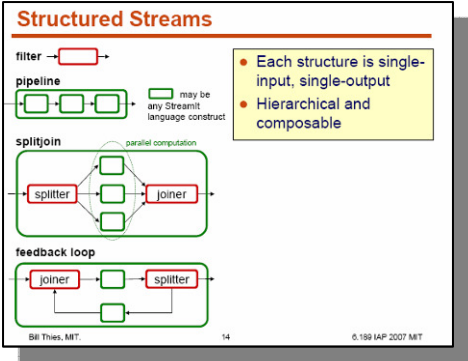 Structured Streams
filter
pipeline
may be
any StreamIt
language construct
splitjoin
parallel computation
splitter
joiner
feedback loop
joiner
splitter
• Each structure is single-
input, single-output
• Hierarchical and
composable
Bill Thies, MIT.
14
6.189 IAP 2007 MIT